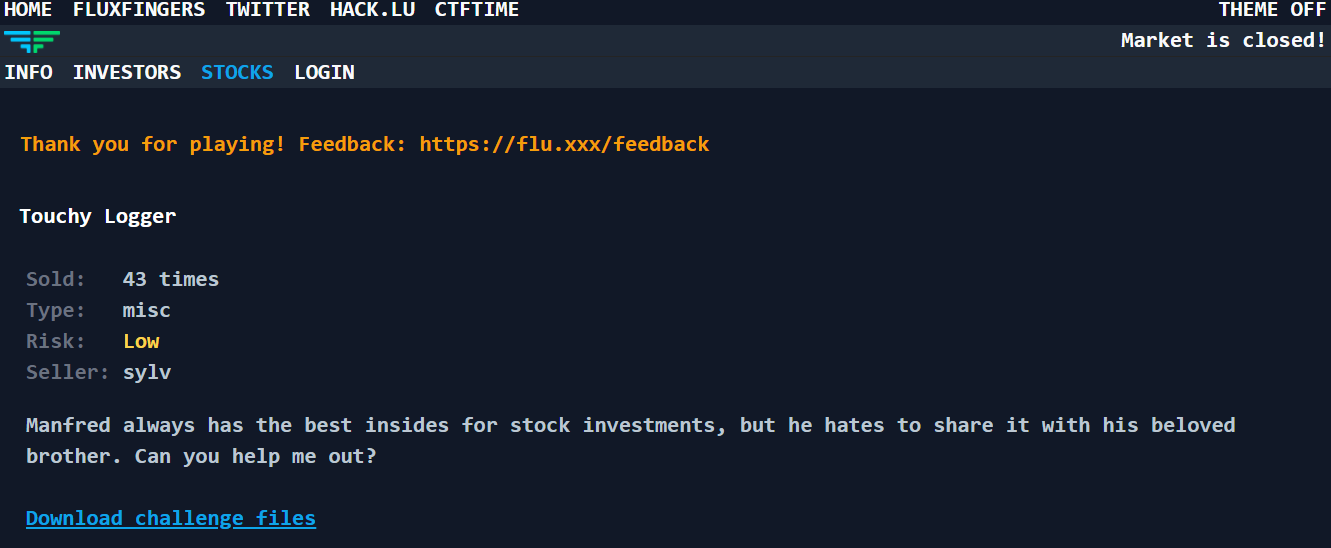 HOME FLUXFINGERS TWITTER HACK.LU CTFTIME THEME OFF
Market is closed!
INFO INVESTORS STOCKS LOGIN
Thank you for playing! Feedback: https://flu.xxx/feedback
Touchy Logger
Sold: 43 times
Type: misc
Risk: Low
Seller: sylv
Manfred always has the best insides for stock investments, but he hates to share it with his beloved
brother. Can you help me out?
Download challenge files